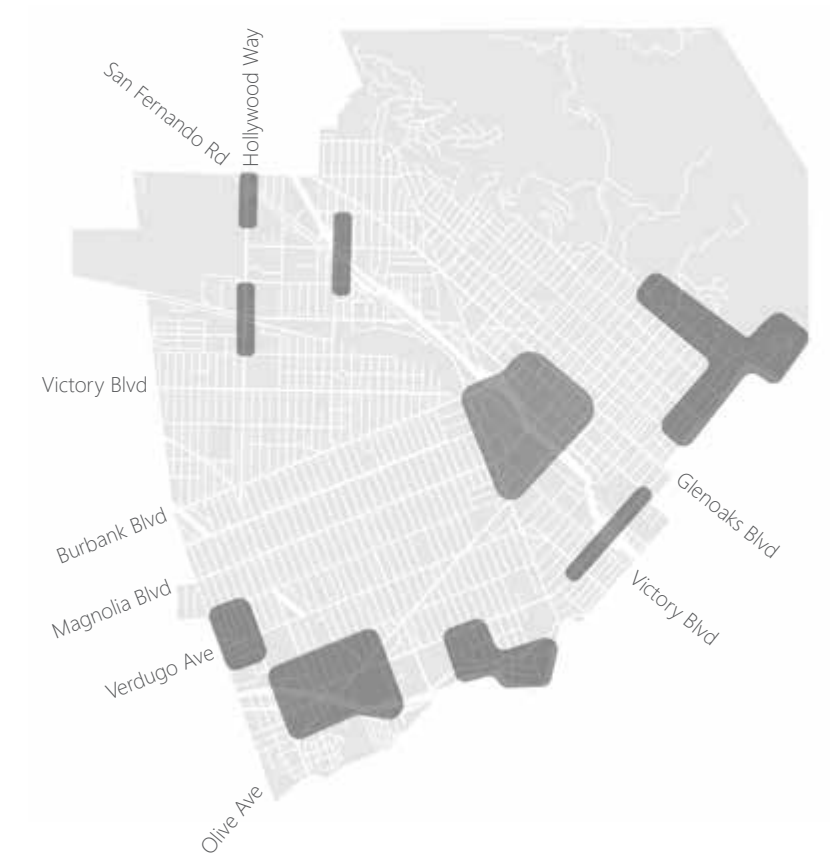 Hollywood Way
San Fernando Rd
Victory Blvd
Burbank Blvd
Glenoaks Blvd
Magnolia Blvd
Victory Blvd
Verdugo Ave
Olive Ave